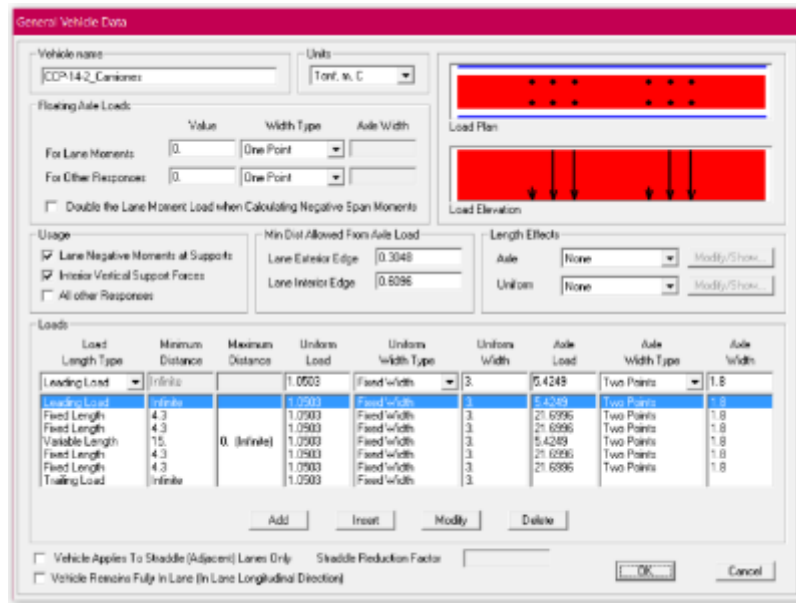 General Vehicle Data
Vehicle name
CCP-14-2_Camiones
Units
Tonf, m, C
Floating Axle Loads
Value Width Type Axle Width
For Lane Moments 0. One Point
For Other Responses 0. One Point
Double the Lane Moment Load when Calculating Negative Span Moments
Load Plan
Load Elevation
Usage
Lane Negative Moments at Supports
Interior Vertical Support Forces
All other Responses
Min Dist Allowed From Axle Load
Lane Exterior Edge 0.3048
Lane Interior Edge 0.6096
Length Effects
Axle None Modify/Show...
Uniform None Modify/Show...
Loads
Load Length Type Minimum Distance Maximum Distance Uniform Load Uniform Width Type Uniform Width Axle Load Axle Width Type Axle Width
Leading Load Infinite 1.0503 Fixed Width 3. 5.4249 Two Points 1.8
Leading Load Infinite 1.0503 Fixed Width 3. 5.4249 Two Points 1.8
Fixed Length 4.3 1.0503 Fixed Width 3. 21.6996 Two Points 1.8
Fixed Length 4.3 1.0503 Fixed Width 3. 21.6996 Two Points 1.8
Variable Length 15. 0. (Infinite) 1.0503 Fixed Width 3. 5.4249 Two Points 1.8
Fixed Length 4.3 1.0503 Fixed Width 3. 21.6996 Two Points 1.8
Fixed Length 4.3 1.0503 Fixed Width 3. 21.6996 Two Points 1.8
Trailing Load Infinite 1.0503 Fixed Width 3.
Add Insert Modify Delete
Vehicle Applies To Straddle (Adjacent) Lanes Only Straddle Reduction Factor
Vehicle Remains Fully In Lane (In Lane Longitudinal Direction)
OK Cancel